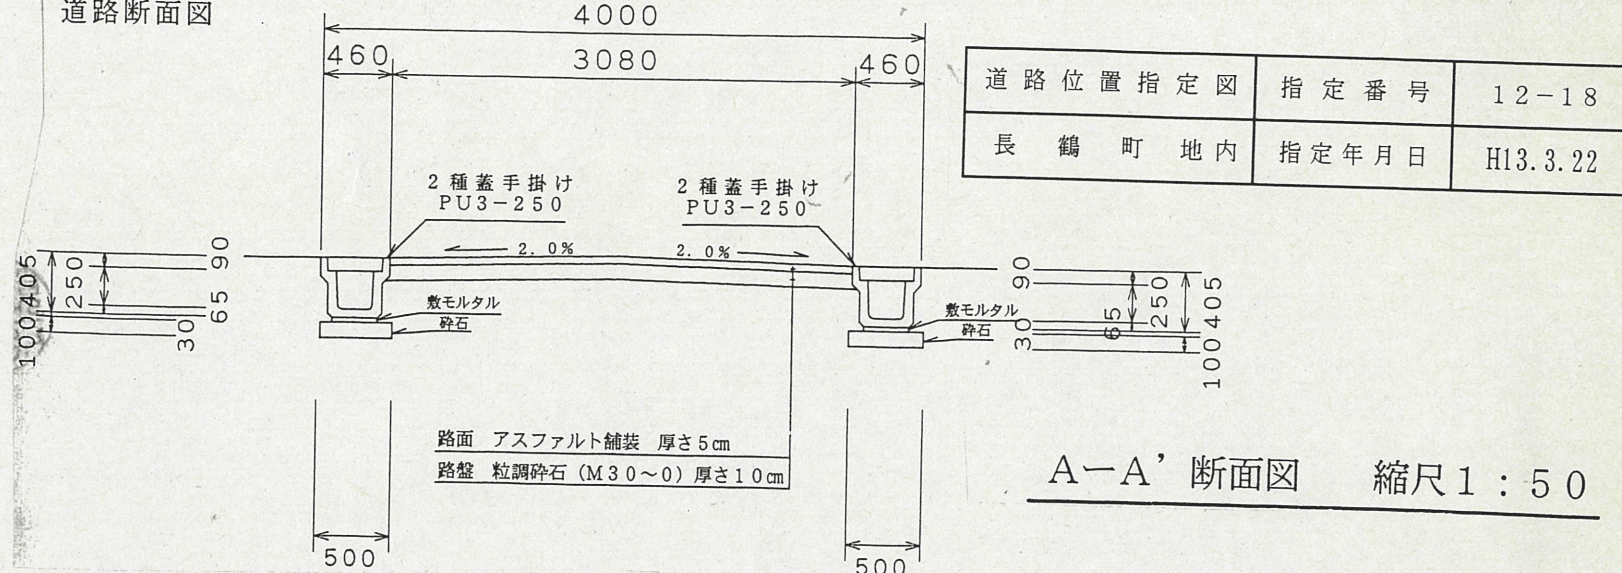 道路断面図
4000
460
3080
460
道路位置指定図 指定番号 12-18
長鶴町地内 指定年月日 H13.3.22
2種蓋手掛け
PU3-250
2種蓋手掛け
PU3-250
2.0%
2.0%
90
250
405
65
30
100
敷モルタル
砕石
敷モルタル
砕石
90
250
405
65
30
100
路面 アスファルト舗装 厚さ5㎝
路盤 粒調砕石(M30~0)厚さ10㎝
A-A’断面図 縮尺1:50
500
500